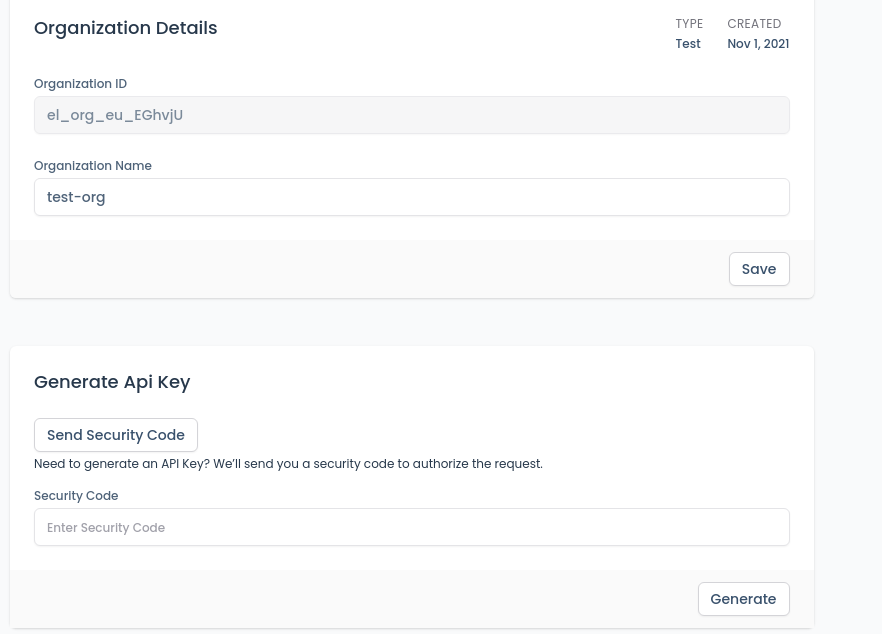 Organization Details
TYPE
CREATED
Test
Nov 1, 2021
Organization ID
el_org_eu_EGhvjU
Organization Name
test-org
Save
Generate Api Key
Send Security Code
Need to generate an API Key? We’ll send you a security code to authorize the request.
Security Code
Enter Security Code
Generate